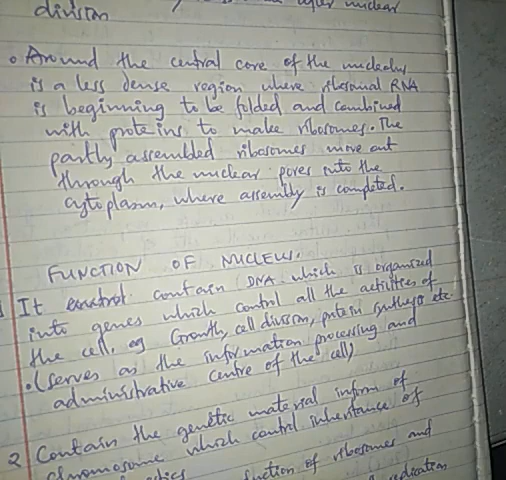 after nuclear
division
Around the central core of the nucleolus
is a less dense region where ribosomal RNA
is beginning to be folded and combined
with proteins to make ribosomes. The
partly assembled ribosomes move out
through the nuclear pores into the
cytoplasm, where assembly is completed.
FUNCTION OF NUCLEUS.
It contain DNA which is organized
into genes which control all the activities of
the cell, eg Growth, cell division, protein synthesis etc.
(serves as the information processing and
administrative centre of the cell)
2 Contain the genetic material inform of
chromosome which control inheritance of
function of ribosomes and